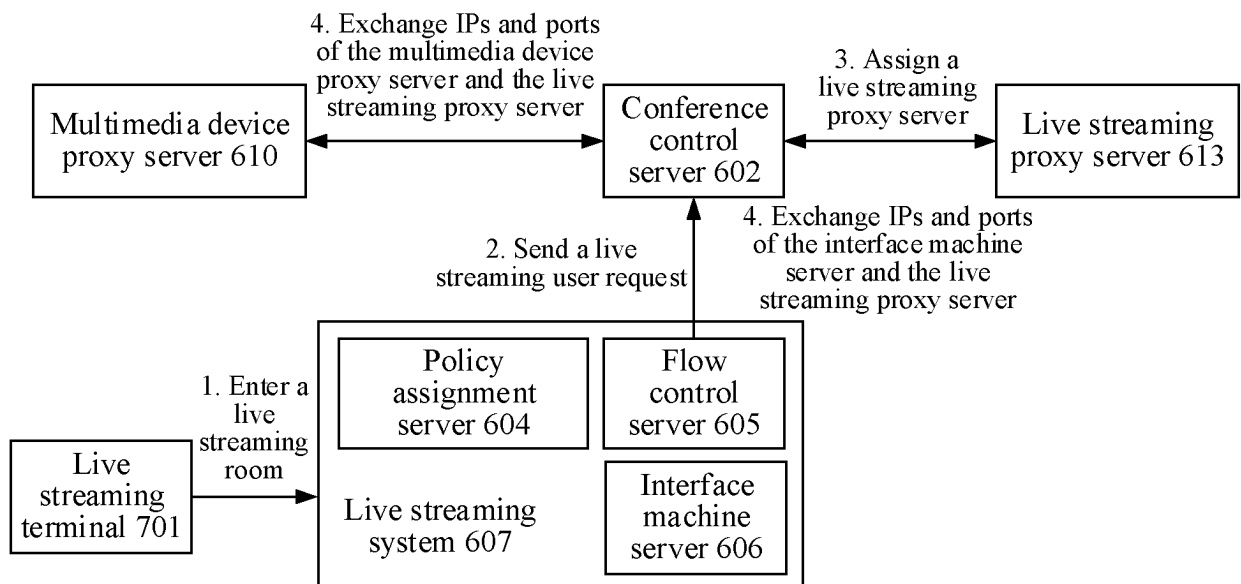 4. Exchange IPs and ports
of the multimedia device
proxy server and the live
streaming proxy server
3. Assign a
live streaming
proxy server
Multimedia device
proxy server 610
Conference
control
server 602
Live streaming
proxy server 613
2. Send a live
streaming user request
4. Exchange IPs and ports
of the interface machine
server and the live
streaming proxy server
1. Enter a
live
streaming
room
Policy
assignment
server 604
Flow
control
server 605
Live
streaming
terminal 701
Live streaming
system 607
Interface
machine
server 606